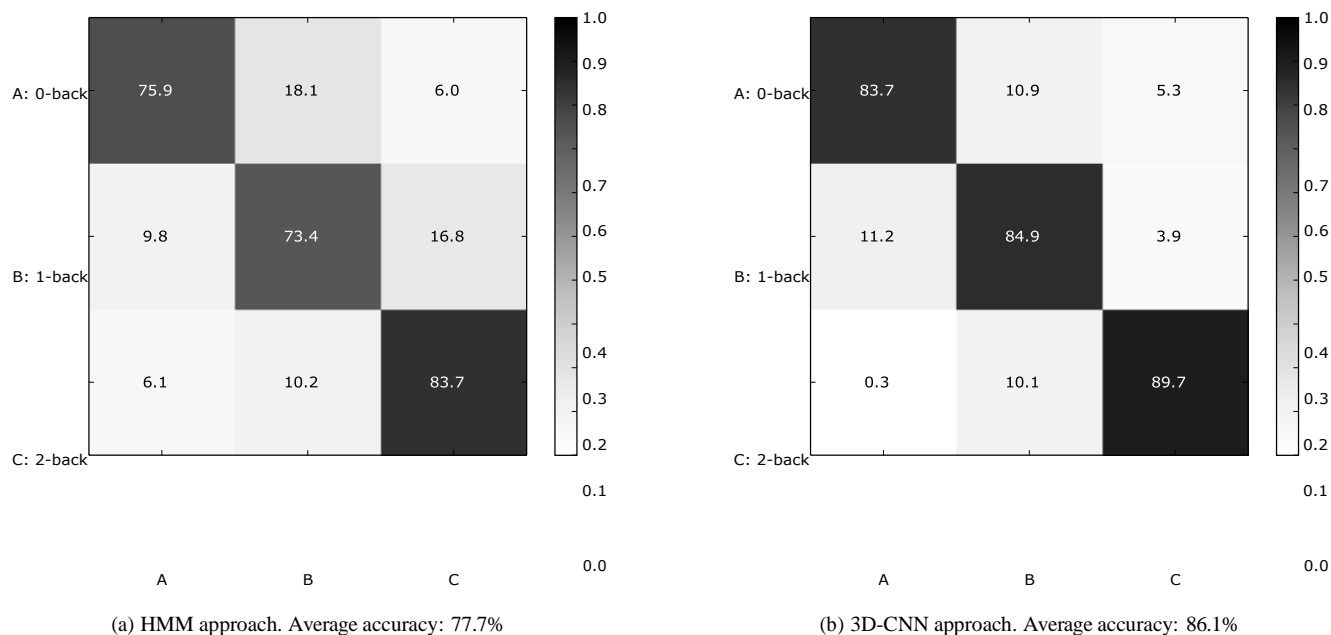 1.0
0.9
0.8
0.7
0.6
0.5
0.4
0.3
0.2
0.1
0.0
A: 0-back
75.9 18.1 6.0
B: 1-back
9.8 73.4 16.8
C: 2-back
6.1 10.2 83.7
A B C
(a) HMM approach. Average accuracy: 77.7%
1.0
0.9
0.8
0.7
0.6
0.5
0.4
0.3
0.2
0.1
0.0
A: 0-back
83.7 10.9 5.3
B: 1-back
11.2 84.9 3.9
C: 2-back
0.3 10.1 89.7
A B C
(b) 3D-CNN approach. Average accuracy: 86.1%